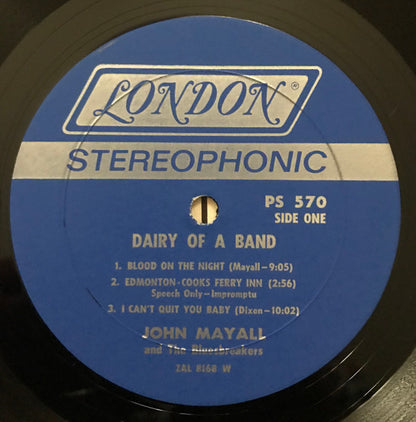 LONDON®
STEREOPHONIC
PS 570
SIDE ONE
DAIRY OF A BAND
1. BLOOD ON THE NIGHT (Mayall–9:05)
2. EDMONTON–COOKS FERRY INN (2:56)
Speech Only–Impromptu
3. I CAN'T QUIT YOU BABY (Dixen–10:02)
JOHN MAYALL
and The Bluesbreakers
ZAL 8168 W